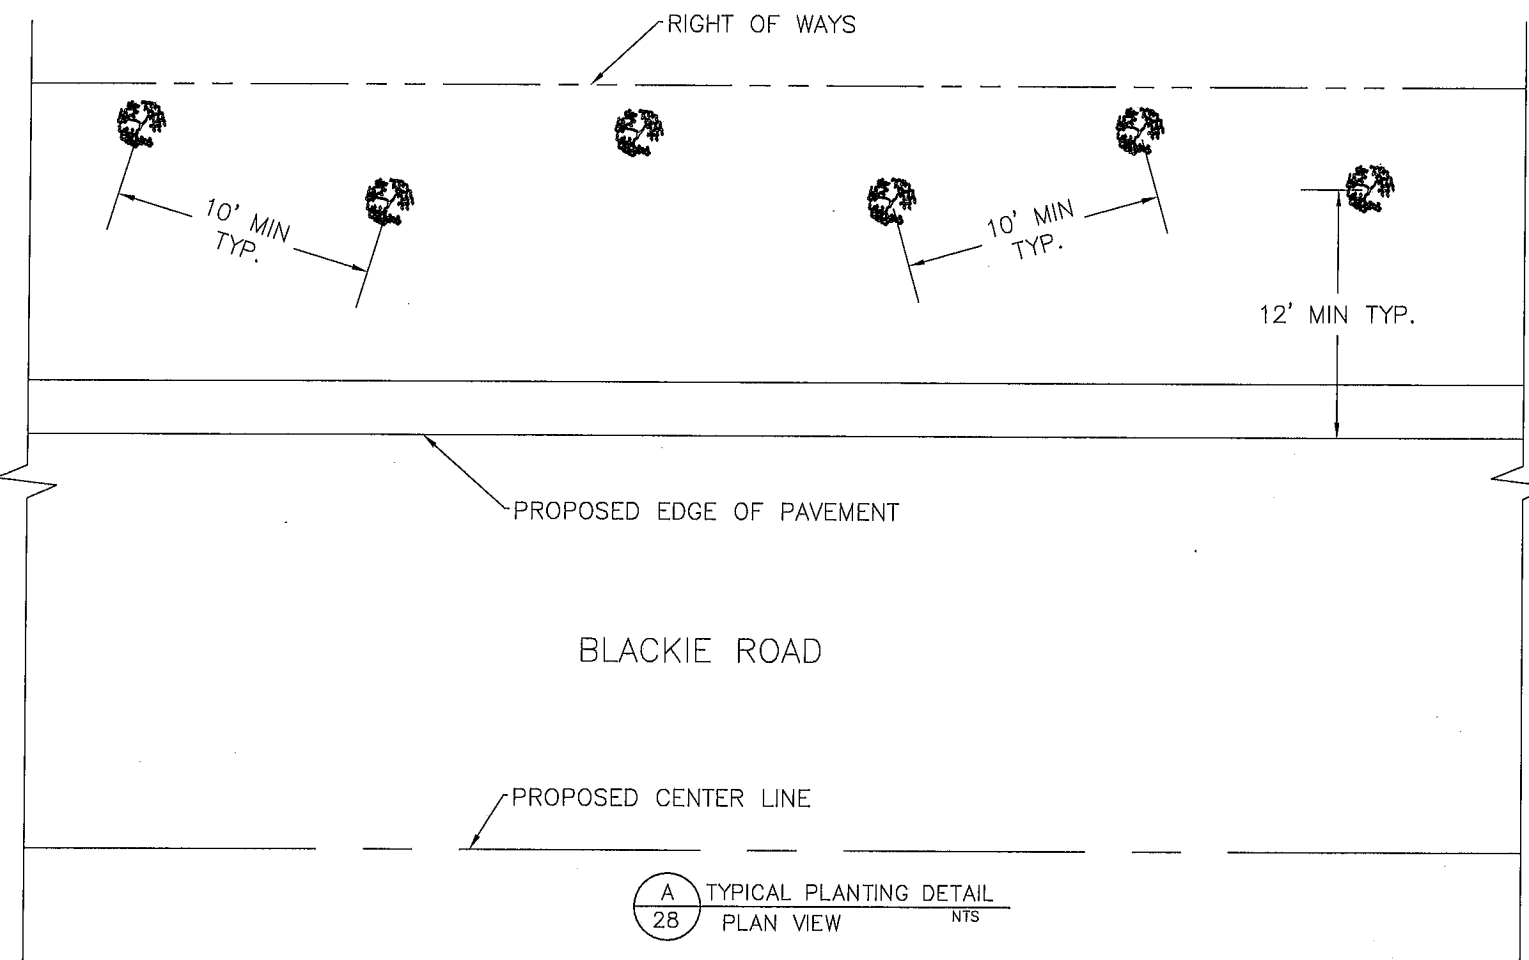 RIGHT OF WAYS
10' MIN
TYP.
10' MIN
TYP.
12' MIN TYP.
PROPOSED EDGE OF PAVEMENT
BLACKIE ROAD
PROPOSED CENTER LINE
A
28
TYPICAL PLANTING DETAIL
PLAN VIEW
NTS